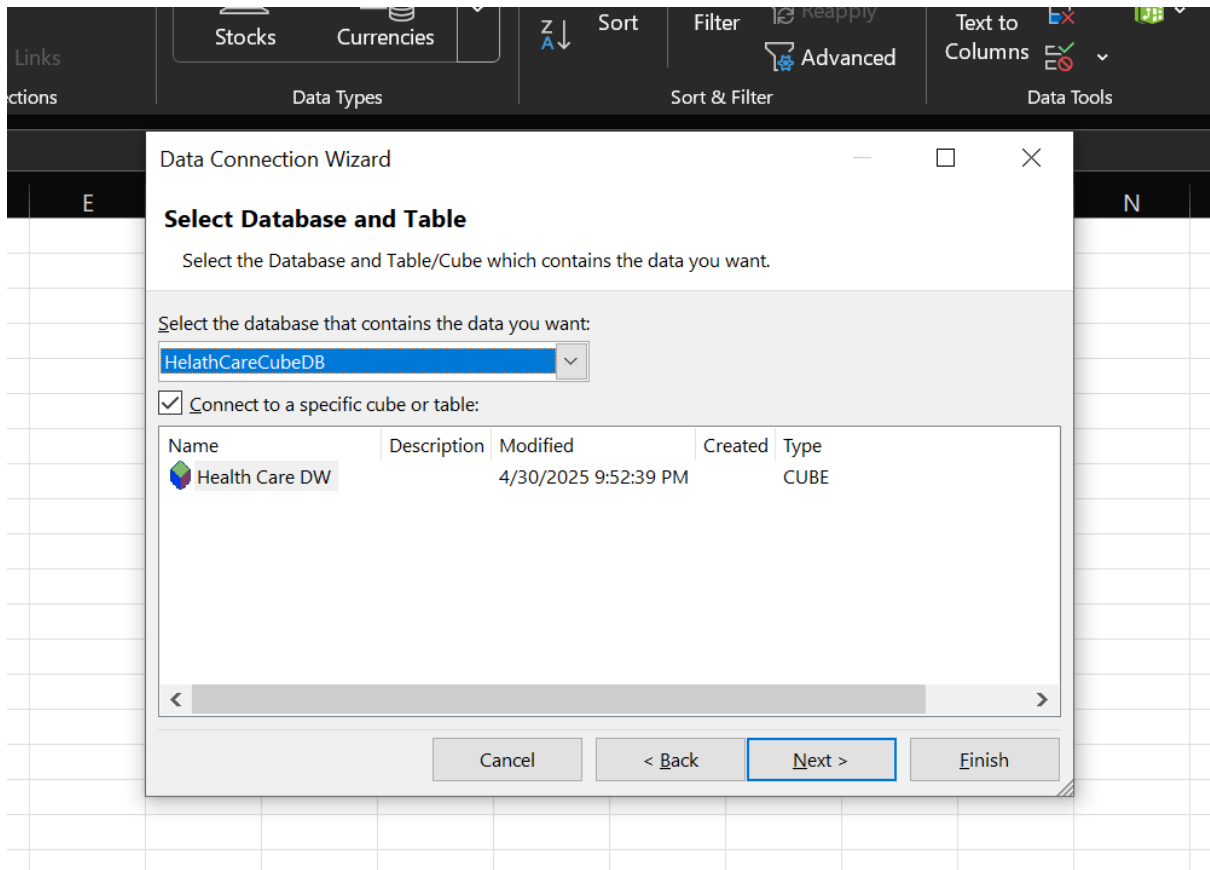 Stocks
Currencies
Z
A
Sort
Filter
Reapply
Advanced
Text to
Columns
Links
ctions
Data Types
Sort & Filter
Data Tools
E
N
Data Connection Wizard
Select Database and Table
Select the Database and Table/Cube which contains the data you want.
Select the database that contains the data you want:
HelathCareCubeDB
Connect to a specific cube or table:
Name Description Modified Created Type
Health Care DW 4/30/2025 9:52:39 PM CUBE
Cancel < Back Next > Finish